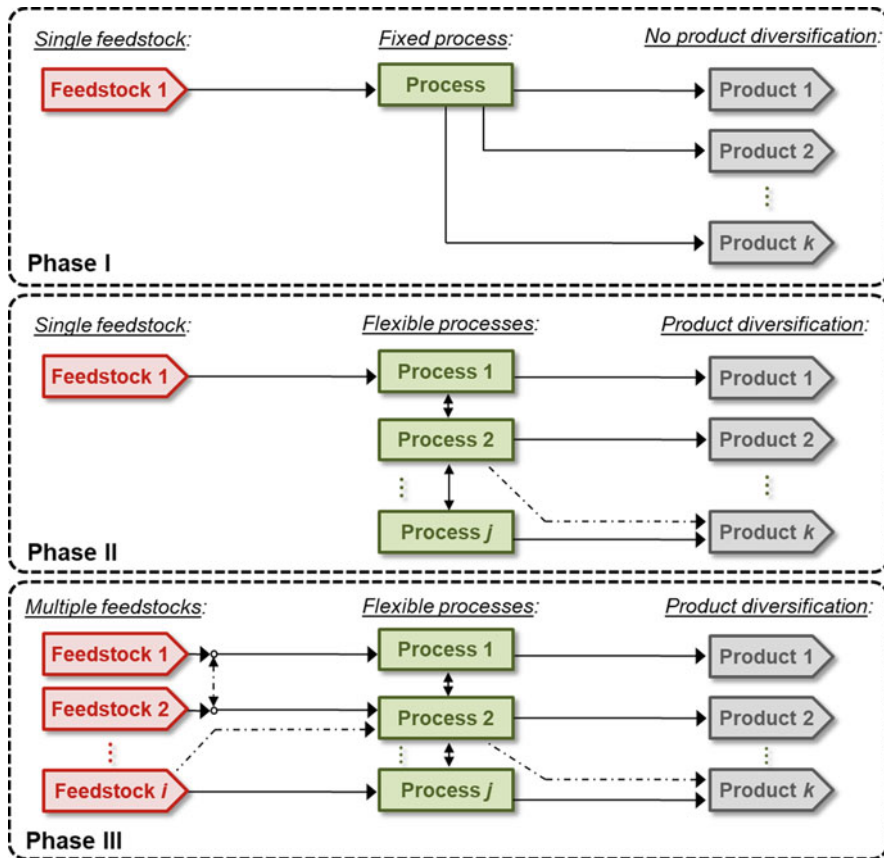 Single feedstock:
Fixed process:
No product diversification:
Feedstock 1
Process
Product 1
Product 2
Product k
Phase I
Single feedstock:
Flexible processes:
Product diversification:
Feedstock 1
Process 1
Product 1
Process 2
Product 2
Process j
Product k
Phase II
Multiple feedstocks:
Flexible processes:
Product diversification:
Feedstock 1
Process 1
Product 1
Feedstock 2
Process 2
Product 2
Feedstock i
Process j
Product k
Phase III